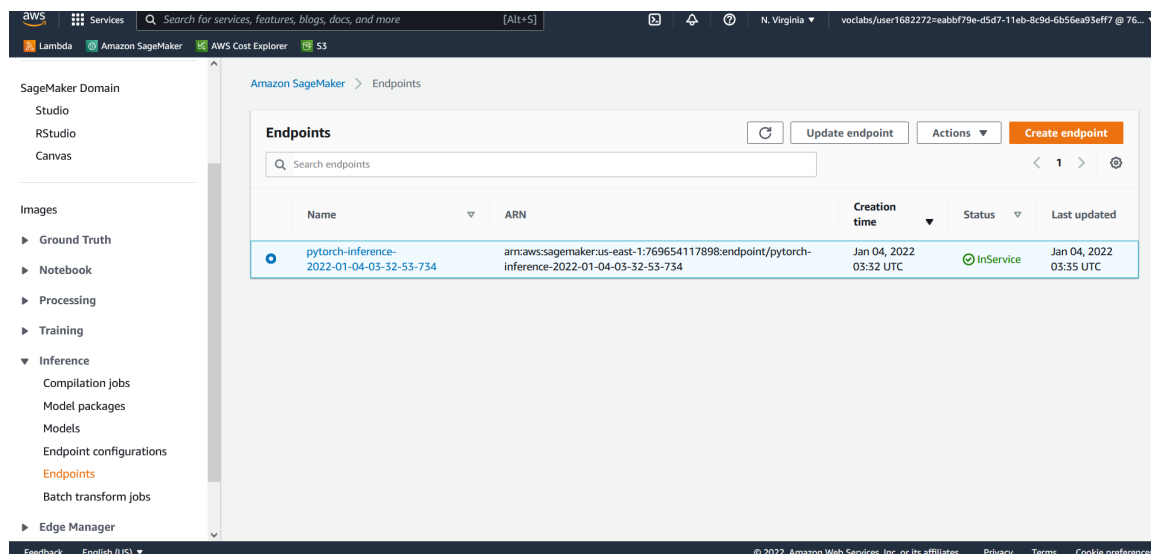 aws Services Search for services, features, blogs, docs, and more [Alt+S] N. Virginia ▼ voclabs/user1682272=eabbf79e-d5d7-11eb-8c9d-6b56ea93eff7 @ 76...
Lambda Amazon SageMaker AWS Cost Explorer S3
SageMaker Domain
Studio
RStudio
Canvas
Images
Ground Truth
Notebook
Processing
Training
Inference
Compilation jobs
Model packages
Models
Endpoint configurations
Endpoints
Batch transform jobs
Edge Manager
Amazon SageMaker > Endpoints
Endpoints Update endpoint Actions ▼ Create endpoint
Search endpoints < 1 >
Name ARN Creation time Status Last updated
pytorch-inference- arn:aws:sagemaker:us-east-1:769654117898:endpoint/pytorch- Jan 04, 2022 InService Jan 04, 2022
2022-01-04-03-32-53-734 inference-2022-01-04-03-32-53-734 03:32 UTC 03:35 UTC
Feedback English (US) ▼ © 2022, Amazon Web Services, Inc. or its affiliates. Privacy Terms Cookie preferences